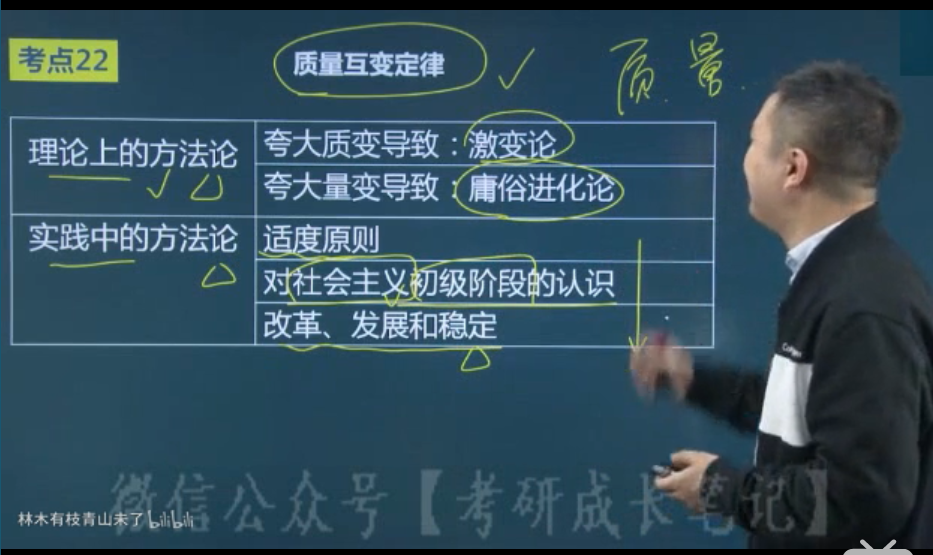 考点22
质量互变定律
质 量
理论上的方法论
夸大质变导致：激变论
夸大量变导致：庸俗进化论
实践中的方法论
适度原则
对社会主义初级阶段的认识
改革、发展和稳定
微信公众号【考研成长笔记】
林木有枝青山未了 bilibili